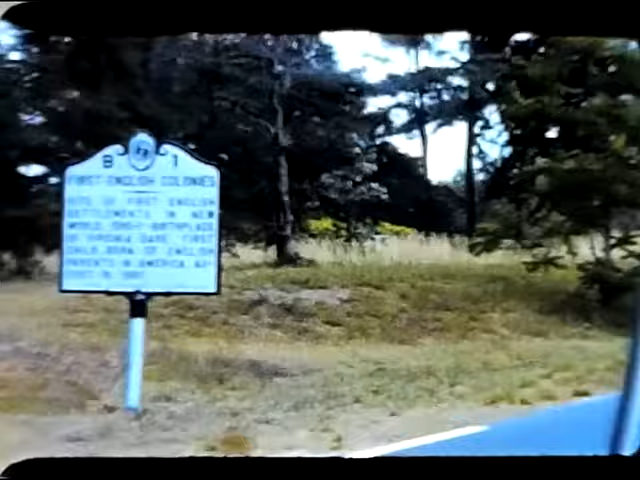 B 1
FIRST ENGLISH COLONIES
SITE OF FIRST ENGLISH
SETTLEMENTS IN NEW
WORLD, BIRTHPLACE
OF VIRGINIA DARE, FIRST
CHILD BORN OF ENGLISH
PARENTS IN AMERICA,